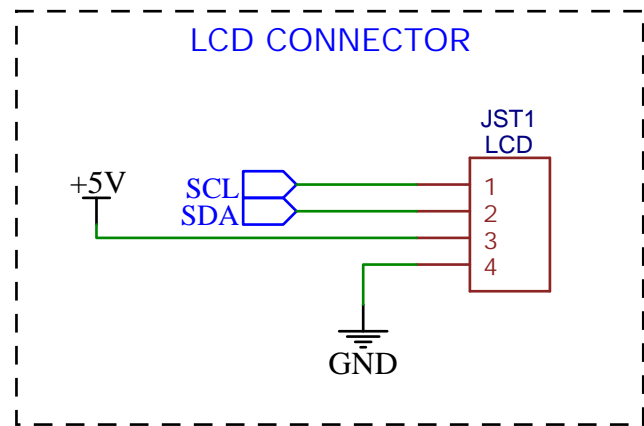 LCD CONNECTOR
JST1
LCD
+5V
SCL
SDA
1
2
3
4
GND